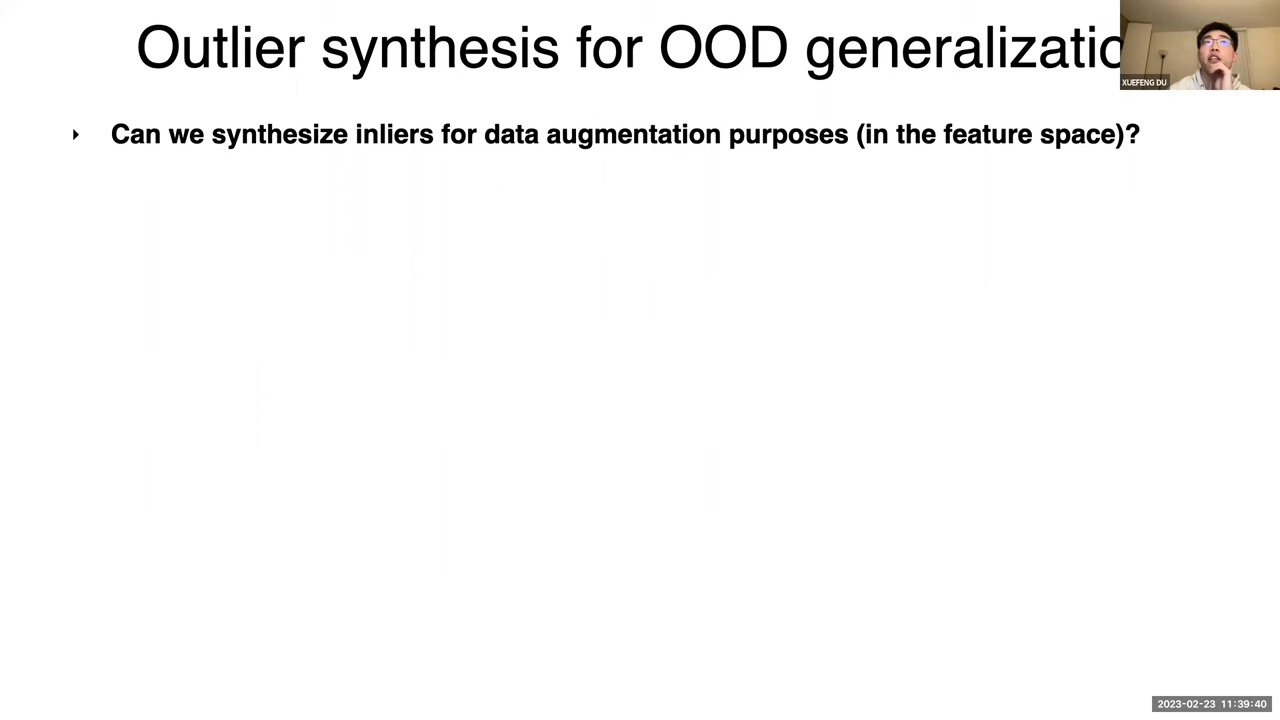 Outlier synthesis for OOD generalizatio
XUEFENG DU
Can we synthesize inliers for data augmentation purposes (in the feature space)?
2023-02-23 11:39:40